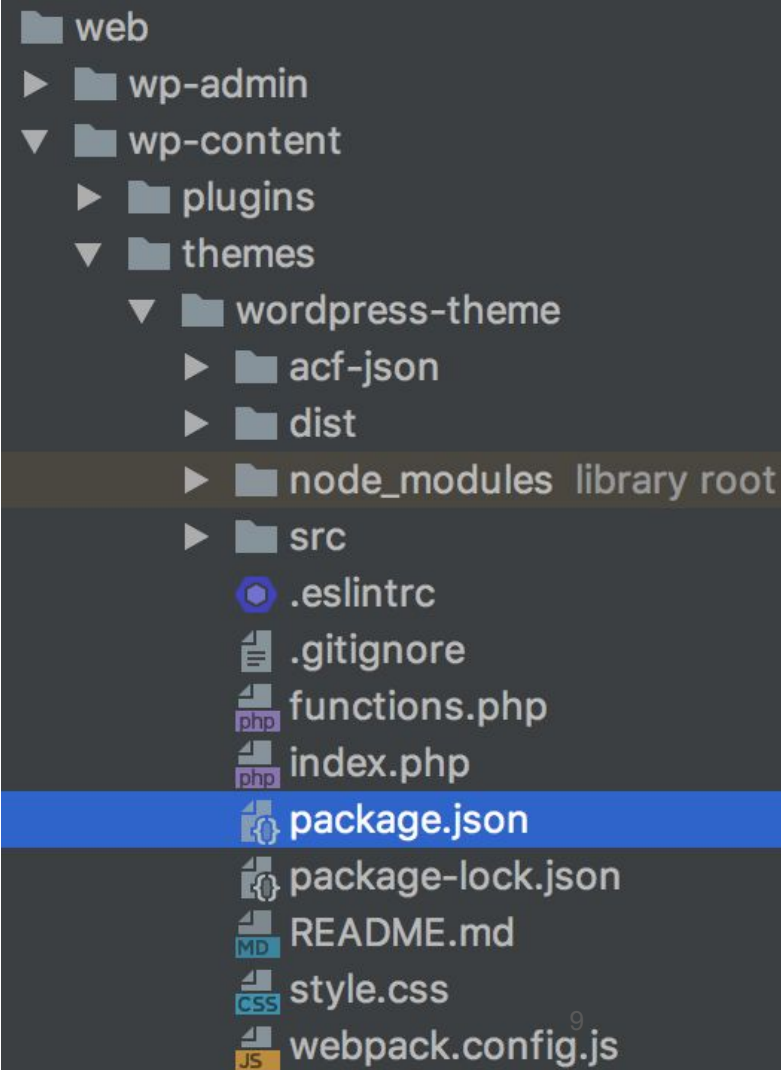 web
wp-admin
wp-content
plugins
themes
wordpress-theme
acf-json
dist
node_modules library root
src
.eslintrc
.gitignore
php functions.php
php index.php
package.json
package-lock.json
MD README.md
CSS style.css
9
JS webpack.config.js